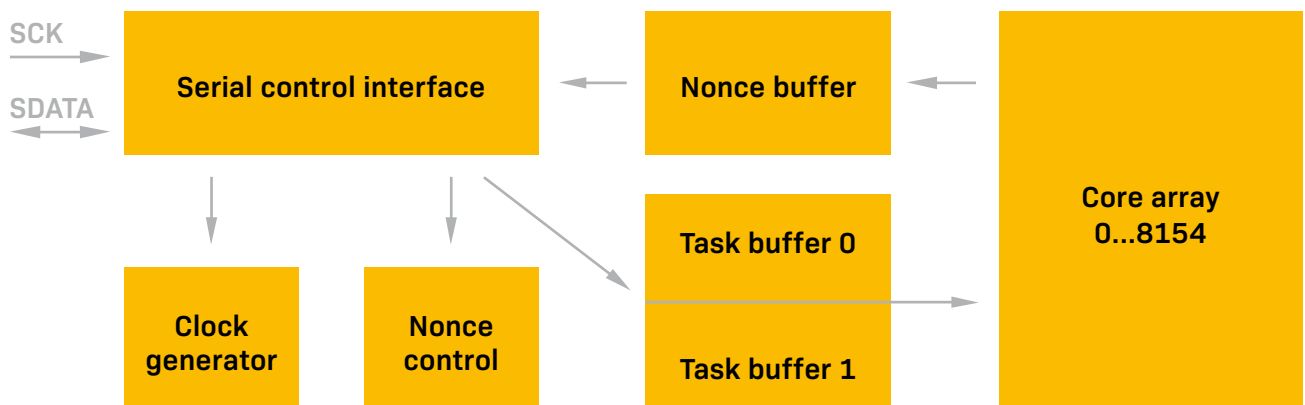 SCK
SDATA
Serial control interface
Nonce buffer
Core array
0...8154
Task buffer 0
Task buffer 1
Clock
generator
Nonce
control